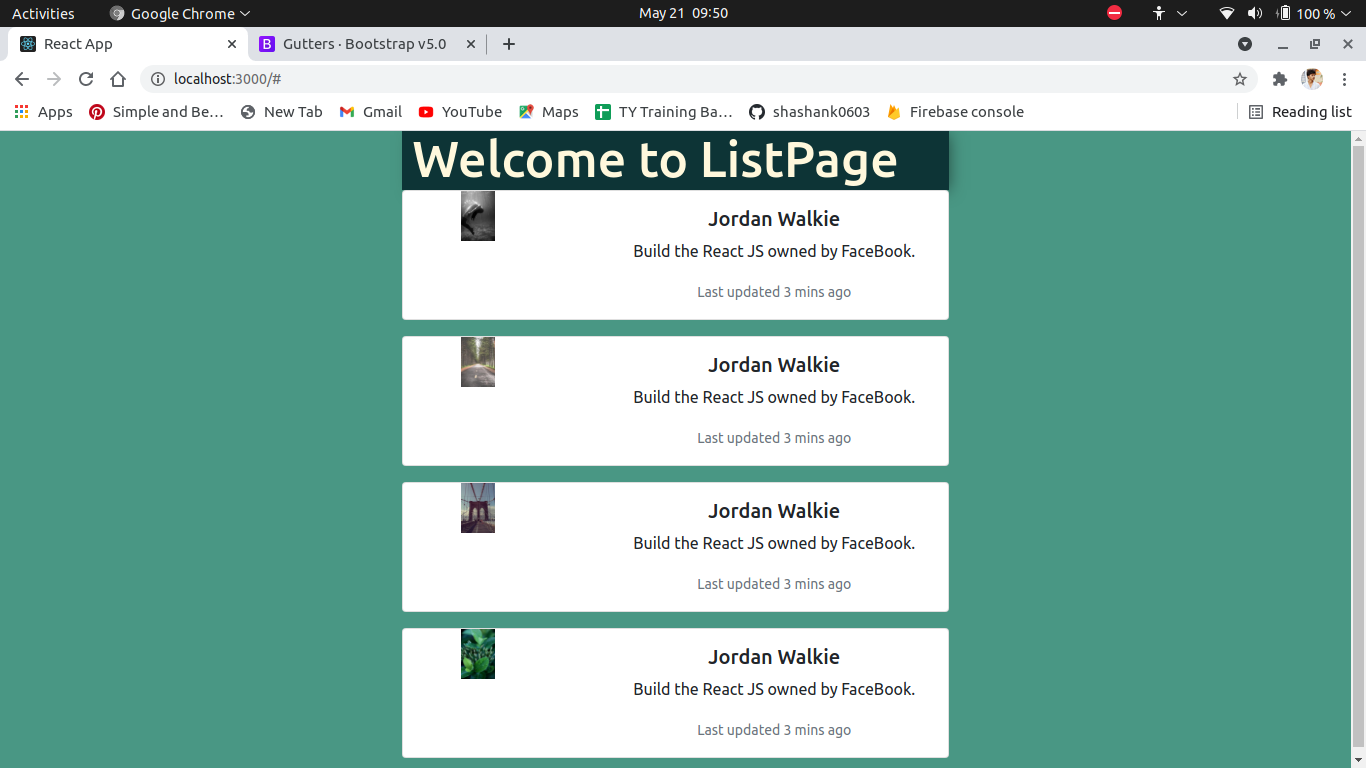 Activities Google Chrome May 21 09:50 100 %
React App Gutters · Bootstrap v5.0
localhost:3000/#
Apps Simple and Be… New Tab Gmail YouTube Maps TY Training Ba… shashank0603 Firebase console Reading list
Welcome to ListPage
Jordan Walkie
Build the React JS owned by FaceBook.
Last updated 3 mins ago
Jordan Walkie
Build the React JS owned by FaceBook.
Last updated 3 mins ago
Jordan Walkie
Build the React JS owned by FaceBook.
Last updated 3 mins ago
Jordan Walkie
Build the React JS owned by FaceBook.
Last updated 3 mins ago